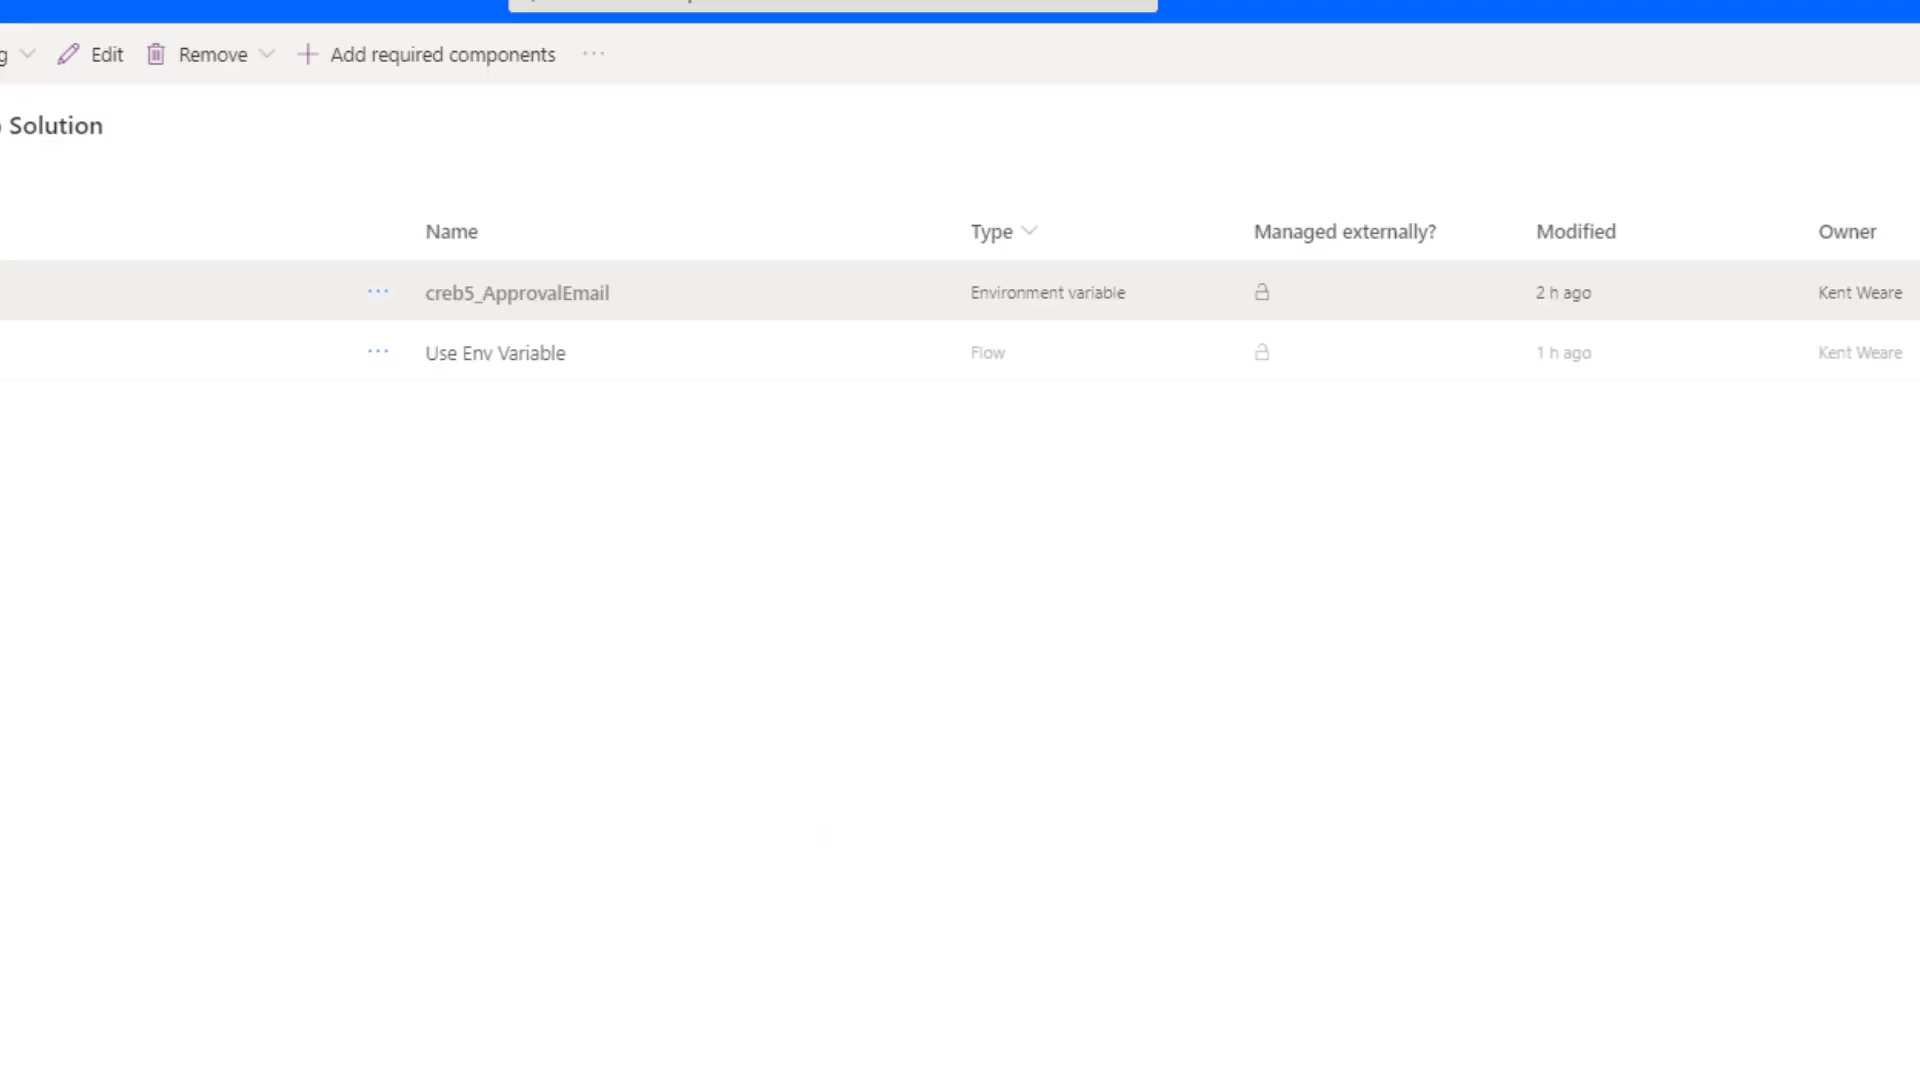 Edit Remove Add required components ...
Solution
Name Type Managed externally? Modified Owner
... creb5_ApprovalEmail Environment variable 2 h ago Kent Weare
... Use Env Variable Flow 1 h ago Kent Weare